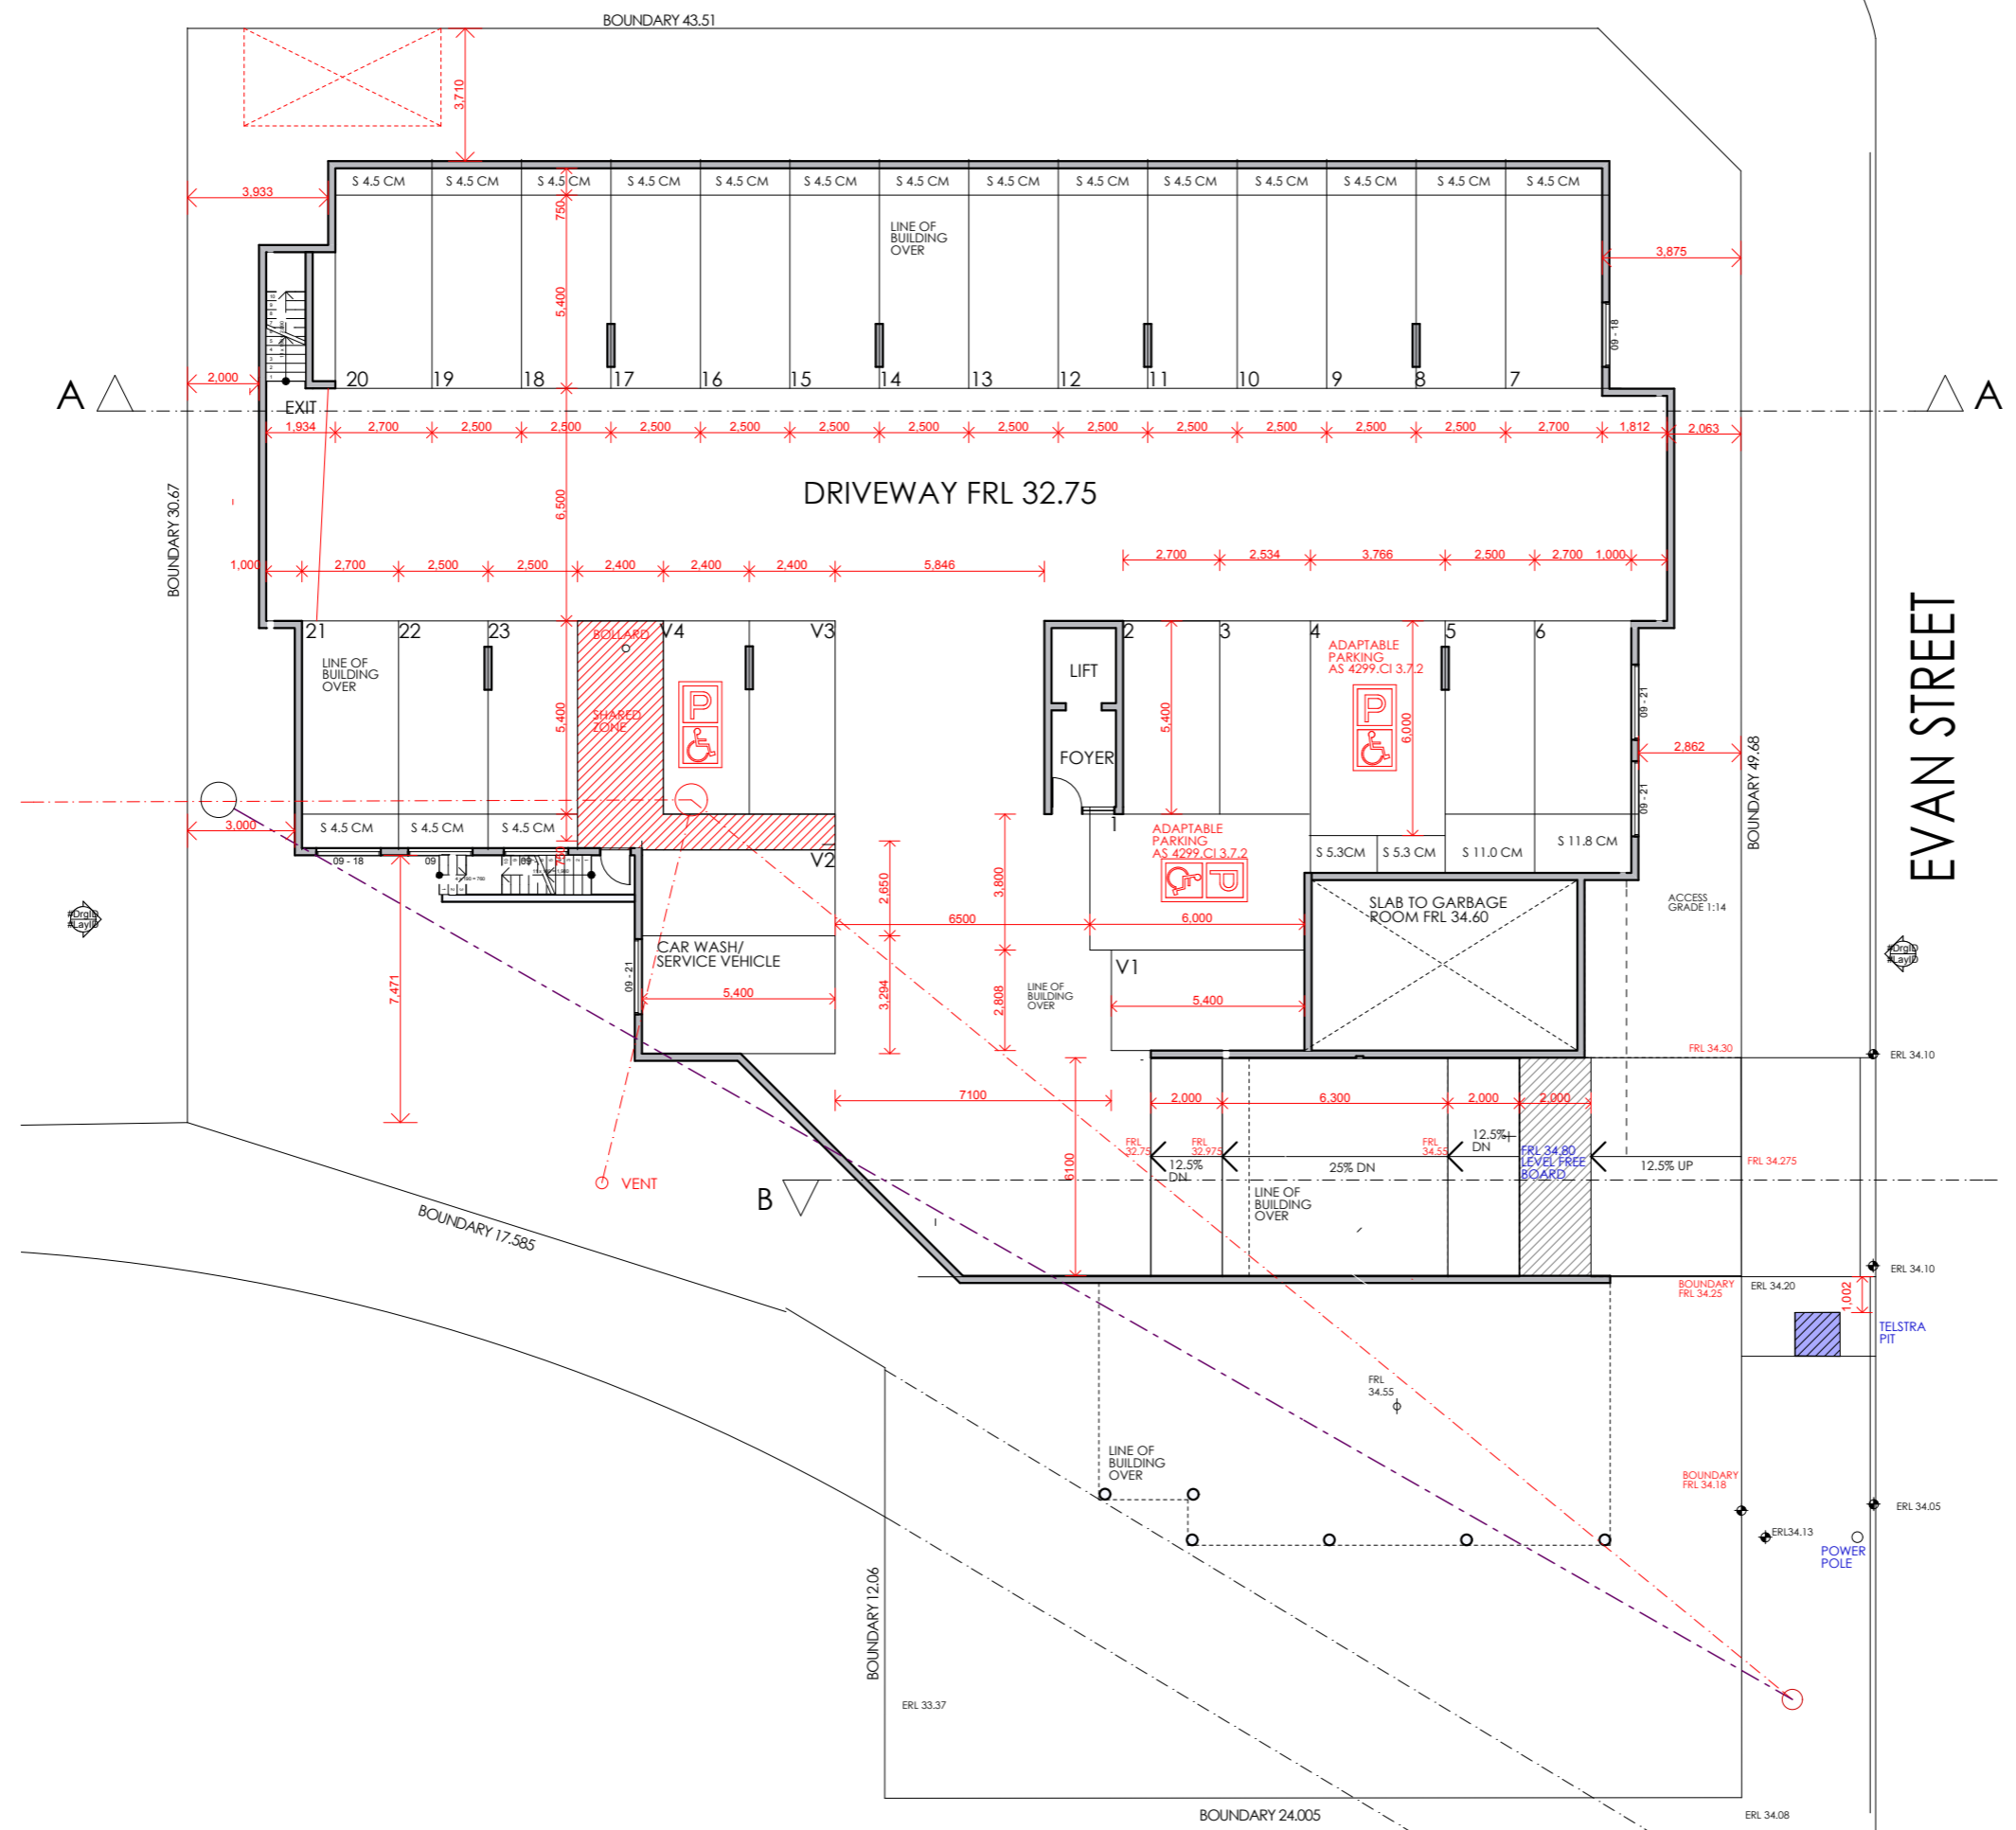 BOUNDARY 43.51
3,710
3,933
S 4.5 CM S 4.5 CM S 4.5 CM S 4.5 CM S 4.5 CM S 4.5 CM S 4.5 CM S 4.5 CM S 4.5 CM S 4.5 CM S 4.5 CM S 4.5 CM S 4.5 CM S 4.5 CM
750
LINE OF
BUILDING
OVER
3,875
5,400
09 - 18
2,000
20 19 18 17 16 15 14 13 12 11 10 9 8 7
A
A
EXIT
1,934 2,700 2,500 2,500 2,500 2,500 2,500 2,500 2,500 2,500 2,500 2,500 2,500 2,500 2,700 1,812 2,063
BOUNDARY 30.67
6,500
DRIVEWAY FRL 32.75
1,000 2,700 2,500 2,500 2,400 2,400 2,400 5,846 2,700 2,534 3,766 2,500 2,700 1,000
EVAN STREET
21 22 23 V4 V3 2 3 4 5 6
BOLLARD
LINE OF
BUILDING
OVER
SHARED
ZONE
5,400
P
LIFT
FOYER
5,400
ADAPTABLE
PARKING
AS 4299.Cl 3.7.2
P
6,000
09 - 21
09 - 21
2,862
BOUNDARY 49.68
3,000
S 4.5 CM S 4.5 CM S 4.5 CM
09 - 18
09
V2
1
ADAPTABLE
PARKING
AS 4299.Cl 3.7.2
P
S 5.3CM S 5.3 CM S 11.0 CM S 11.8 CM
2,650
3,800
6500
6,000
SLAB TO GARBAGE
ROOM FRL 34.60
ACCESS
GRADE 1:14
#DrgID
#LayID
#DrgID
#LayID
CAR WASH/
SERVICE VEHICLE
09 - 21
5,400
3,294
2,808
7,471
LINE OF
BUILDING
OVER
V1
5,400
FRL 34.30
ERL 34.10
7100
2,000 6,300 2,000 2,000
6100
FRL
32.75
FRL
32.975
FRL
34.55
12.5%
DN
25% DN
12.5%
DN
FRL 34.80
LEVEL FREE
BOARD
12.5% UP
FRL 34.275
VENT
B
LINE OF
BUILDING
OVER
BOUNDARY 17.585
ERL 34.10
BOUNDARY
FRL 34.25
ERL 34.20
1,002
TELSTRA
PIT
FRL
34.55
LINE OF
BUILDING
OVER
BOUNDARY
FRL 34.18
ERL 34.05
ERL34.13
POWER
POLE
BOUNDARY 12.06
ERL 33.37
BOUNDARY 24.005
ERL 34.08